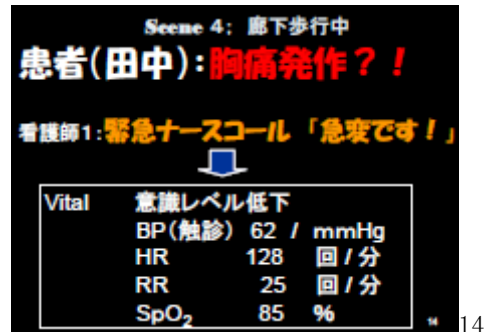 Scene 4; 廊下歩行中
患者(田中):胸痛発作?!
看護師1:緊急ナースコール「急変です!」
Vital 意識レベル低下
BP(触診) 62 / mmHg
HR 128 回/分
RR 25 回/分
SpO₂ 85 %
14
14